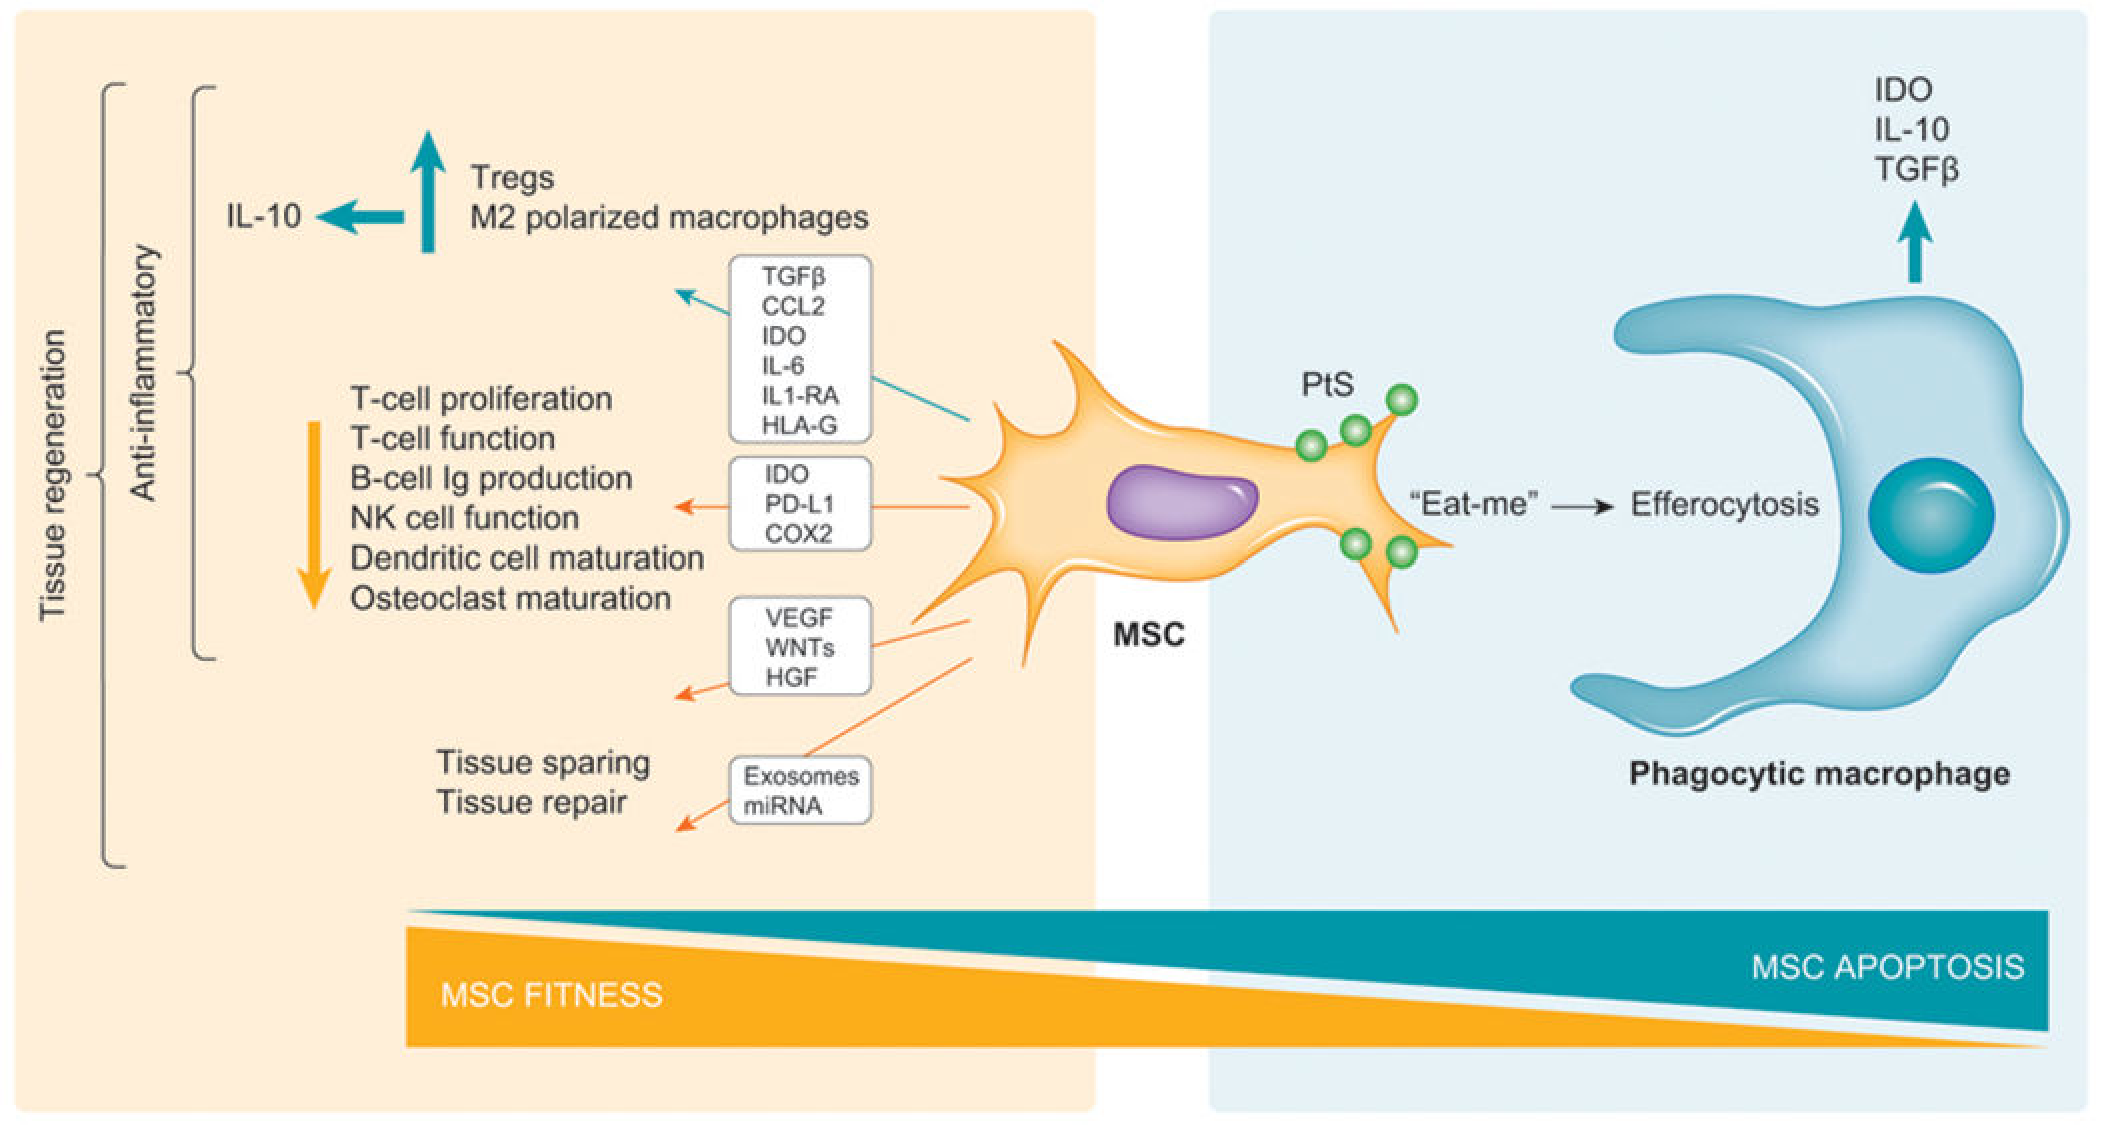 Tissue regeneration
Anti-inflammatory
IL-10
Tregs
M2 polarized macrophages
TGFβ
CCL2
IDO
IL-6
IL1-RA
HLA-G
T-cell proliferation
T-cell function
B-cell Ig production
NK cell function
Dendritic cell maturation
Osteoclast maturation
IDO
PD-L1
COX2
VEGF
WNTs
HGF
Tissue sparing
Tissue repair
Exosomes
miRNA
MSC
PtS
“Eat-me”
Efferocytosis
IDO
IL-10
TGFβ
Phagocytic macrophage
MSC FITNESS
MSC APOPTOSIS